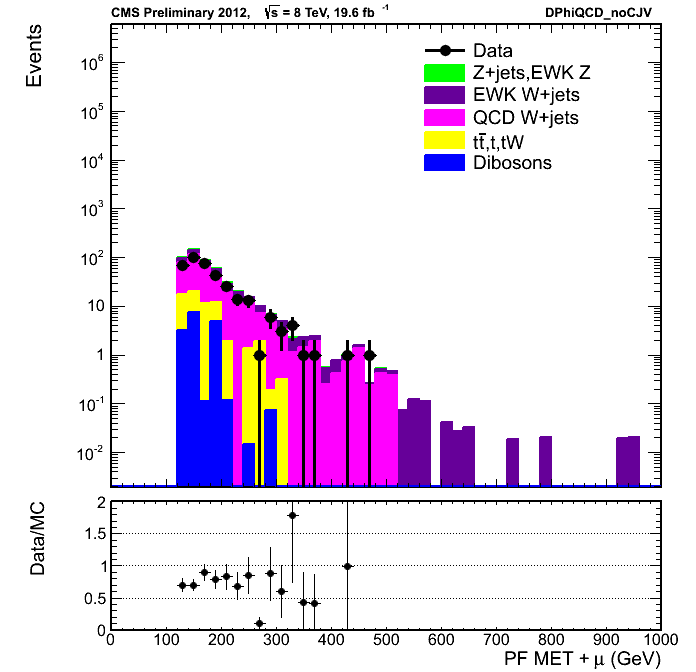 CMS Preliminary 2012, √s = 8 TeV, 19.6 fb⁻¹ DPhiQCD_noCJV
Events
10⁶
10⁵
10⁴
10³
10²
10
1
10⁻¹
10⁻²
Data
Z+jets,EWK Z
EWK W+jets
QCD W+jets
tt̅,t,tW
Dibosons
Data/MC
2
1.5
1
0.5
0
0 100 200 300 400 500 600 700 800 900 1000
PF MET + μ (GeV)